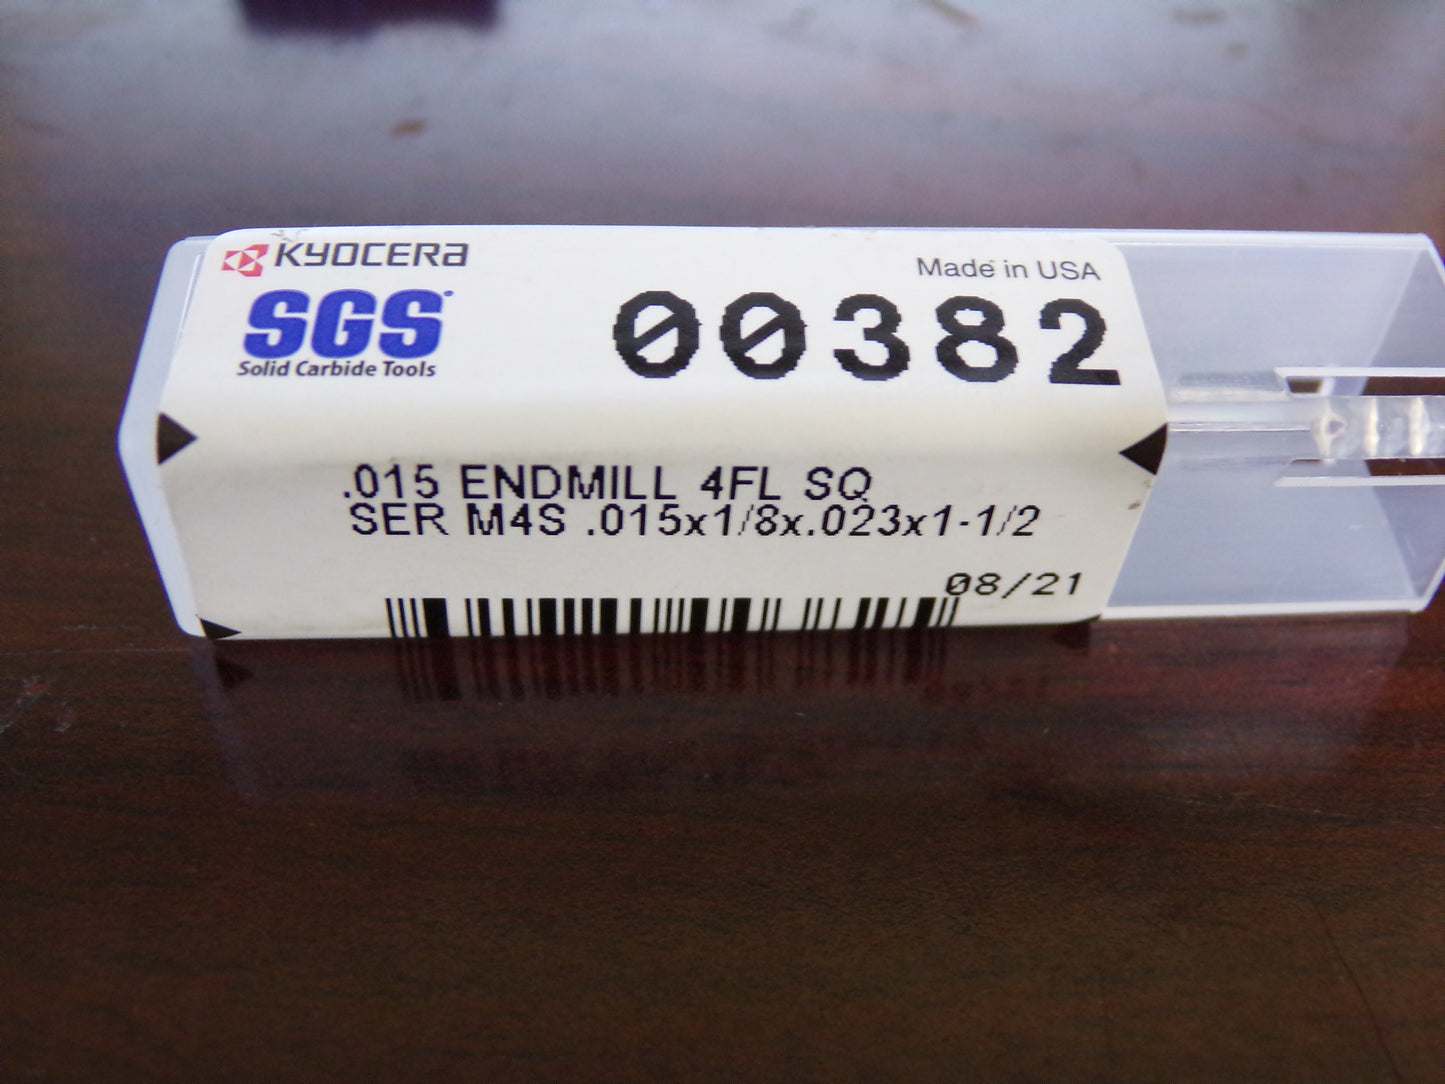 KYOCERA
SGS
Solid Carbide Tools
Made in USA
00382
.015 ENDMILL 4FL SQ
SER M4S .015x1/8x.023x1-1/2
08/21